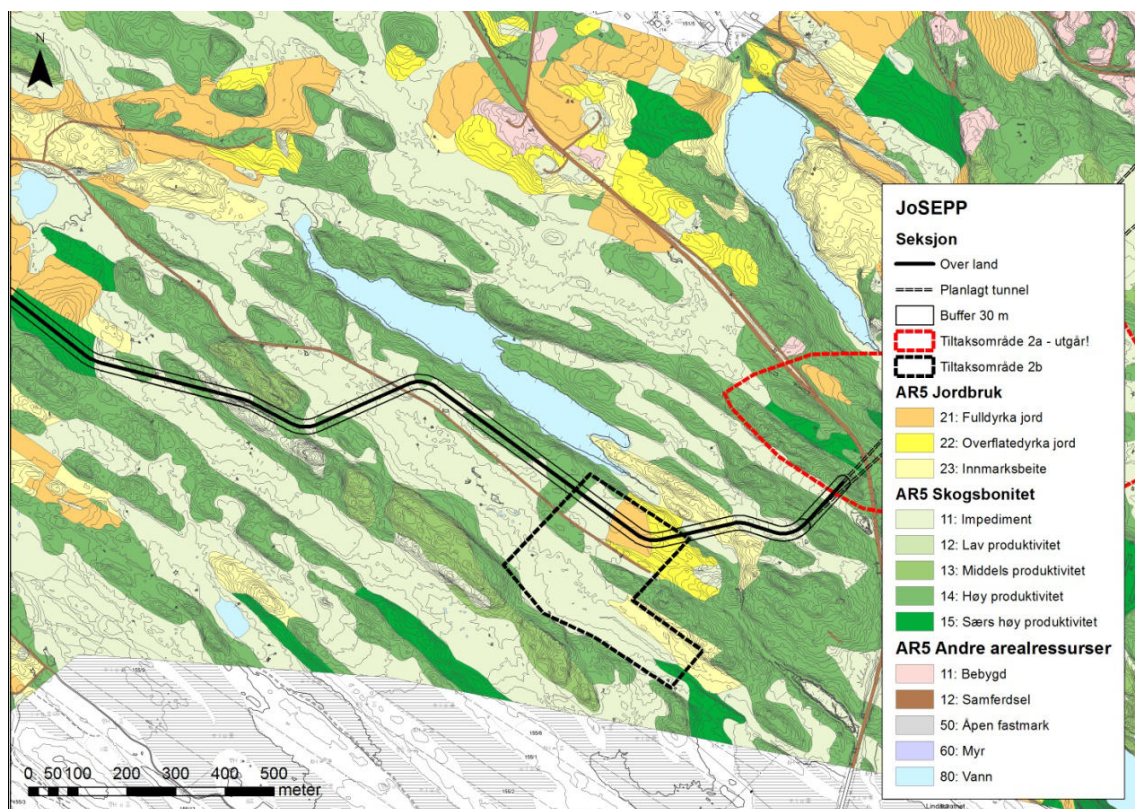 N
JoSEPP
Seksjon
Over land
Planlagt tunnel
Buffer 30 m
Tiltaksområde 2a - utgår!
Tiltaksområde 2b
AR5 Jordbruk
21: Fulldyrka jord
22: Overflatedyrka jord
23: Innmarksbeite
AR5 Skogsbonitet
11: Impediment
12: Lav produktivitet
13: Middels produktivitet
14: Høy produktivitet
15: Særs høy produktivitet
AR5 Andre arealressurser
11: Bebygd
12: Samferdsel
50: Åpen fastmark
60: Myr
80: Vann
0 50 100 200 300 400 500
meter